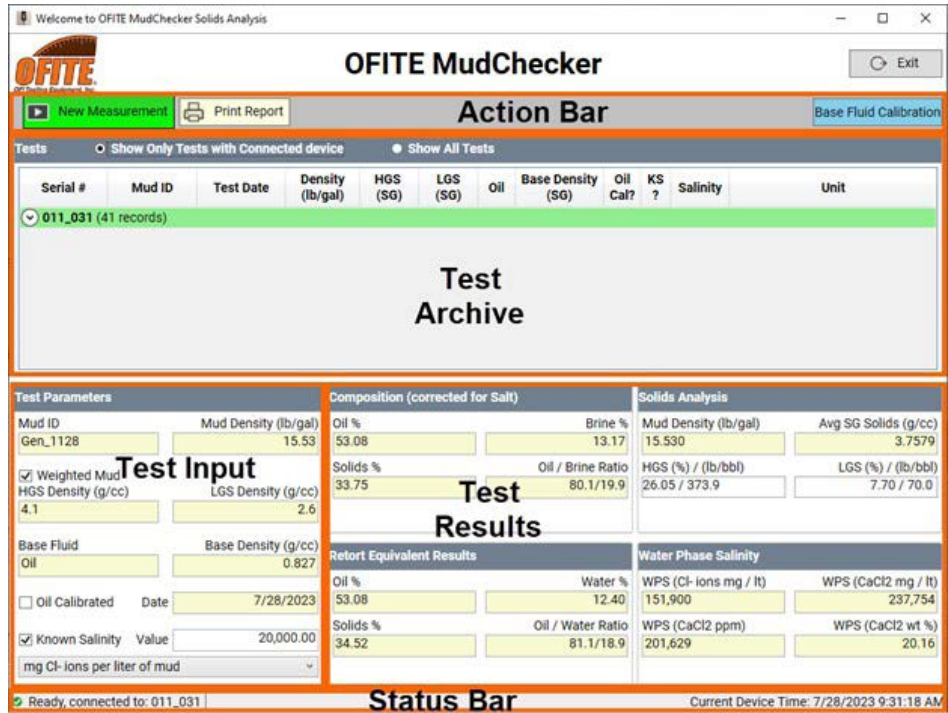 Welcome to OFITE MudChecker Solids Analysis
OFITE
OFI Testing Equipment, Inc.
OFITE MudChecker
Exit
New Measurement
Print Report
Action Bar
Base Fluid Calibration
Tests
Show Only Tests with Connected device
Show All Tests
Serial # Mud ID Test Date Density (lb/gal) HGS (SG) LGS (SG) Oil Base Density (SG) Oil Cal? KS ? Salinity Unit
011_031 (41 records)
Test
Archive
Test Parameters
Mud ID Mud Density (lb/gal)
Gen_1128 15.53
Weighted Mud
Test Input
HGS Density (g/cc) LGS Density (g/cc)
4.1 2.6
Base Fluid Base Density (g/cc)
Oil 0.827
Oil Calibrated Date 7/28/2023
Known Salinity Value 20,000.00
mg Cl- ions per liter of mud
Composition (corrected for Salt)
Oil % Brine %
53.08 13.17
Solids % Oil / Brine Ratio
33.75 80.1/19.9
Test
Results
Solids Analysis
Mud Density (lb/gal) Avg SG Solids (g/cc)
15.530 3.7579
HGS (%) / (lb/bbl) LGS (%) / (lb/bbl)
26.05 / 373.9 7.70 / 70.0
Retort Equivalent Results
Oil % Water %
53.08 12.40
Solids % Oil / Water Ratio
34.52 81.1/18.9
Water Phase Salinity
WPS (Cl- ions mg / lt) WPS (CaCl2 mg / lt)
151,900 237,754
WPS (CaCl2 ppm) WPS (CaCl2 wt %)
201,629 20.16
Ready, connected to: 011_031
Status Bar
Current Device Time: 7/28/2023 9:31:18 AM